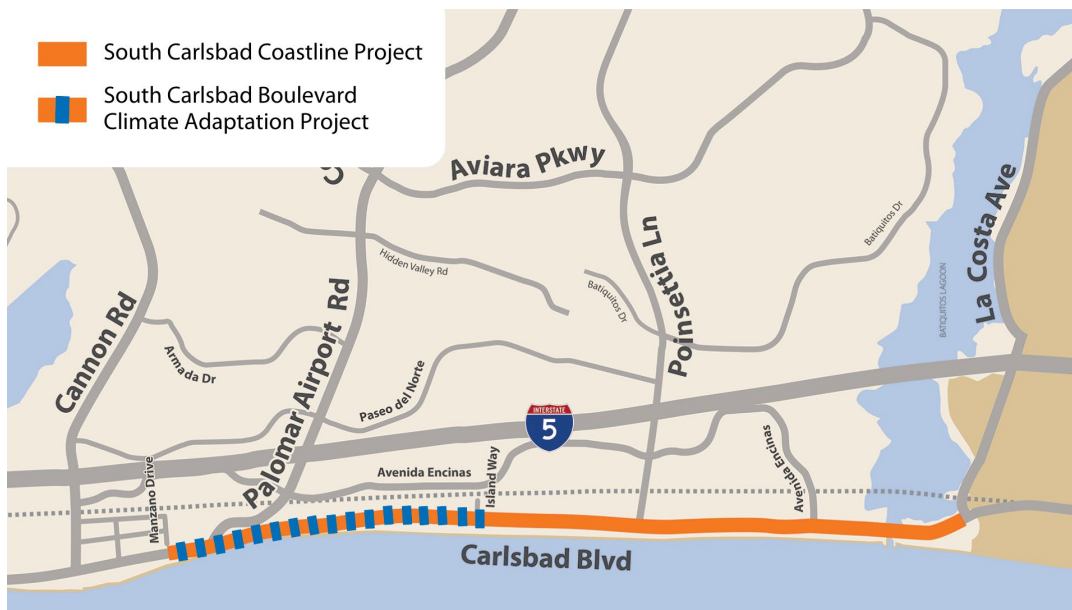 South Carlsbad Coastline Project
South Carlsbad Boulevard
Climate Adaptation Project
Aviara Pkwy
Batiquitos Dr
La Costa Ave
Hidden Valley Rd
Poinsettia Ln
BATIQUITOS LAGOON
Batiquitos Dr
Cannon Rd
Palomar Airport Rd
Armada Dr
Paseo del Norte
INTERSTATE
5
Manzano Drive
Avenida Encinas
Island Way
Avenida Encinas
Carlsbad Blvd